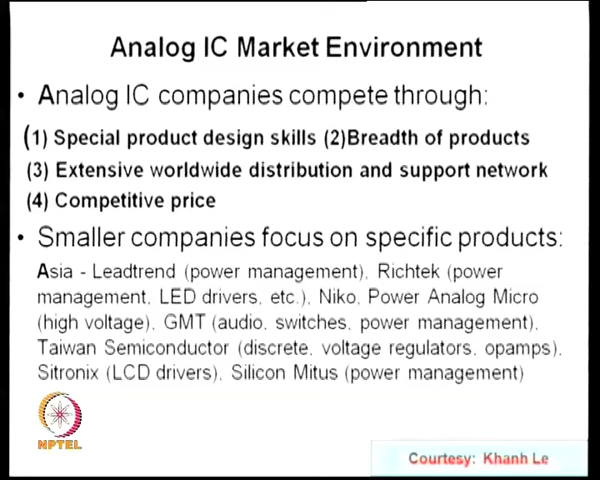 Analog IC Market Environment
• Analog IC companies compete through:
(1) Special product design skills (2)Breadth of products
(3) Extensive worldwide distribution and support network
(4) Competitive price
• Smaller companies focus on specific products:
Asia - Leadtrend (power management), Richtek (power
management, LED drivers, etc.), Niko, Power Analog Micro
(high voltage), GMT (audio, switches, power management),
Taiwan Semiconductor (discrete, voltage regulators, opamps),
Sitronix (LCD drivers), Silicon Mitus (power management)
NPTEL
Courtesy: Khanh Le